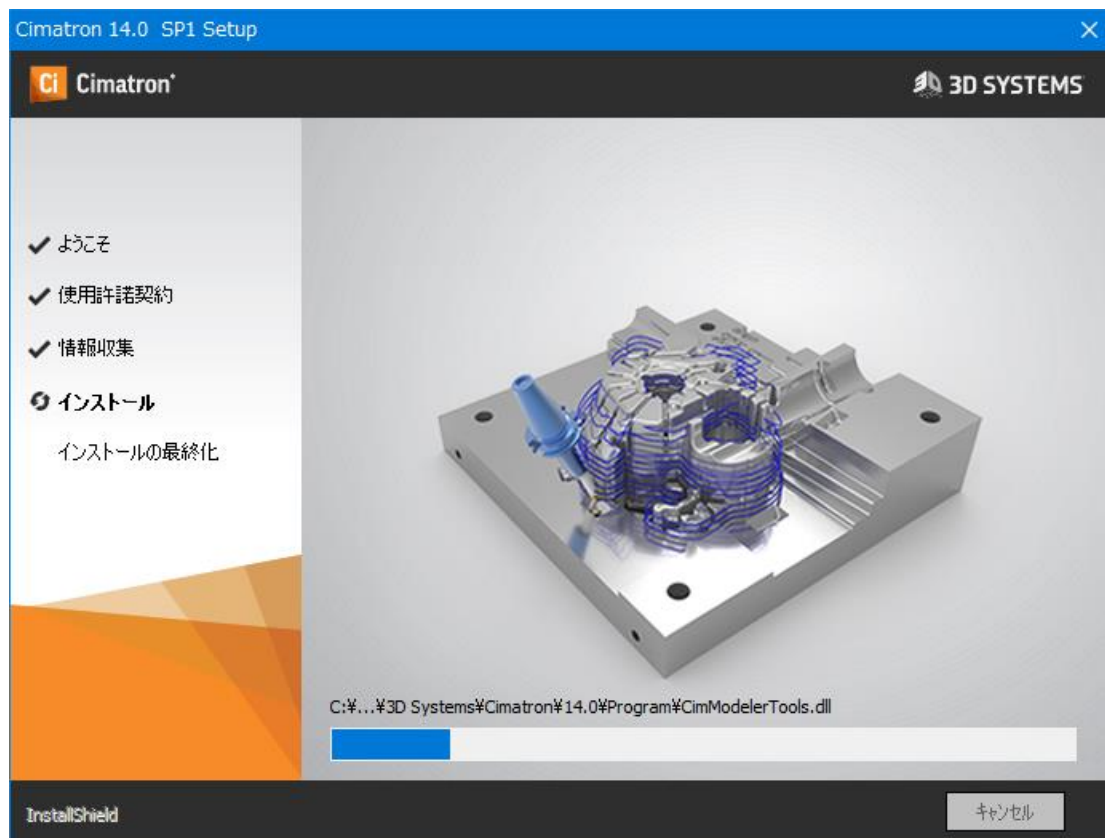 Cimatron 14.0 SP1 Setup
Ci Cimatron®
3D SYSTEMS
ようこそ
使用許諾契約
情報収集
インストール
インストールの最終化
C:¥...¥3D Systems¥Cimatron¥14.0¥Program¥CimModelerTools.dll
InstallShield
キャンセル